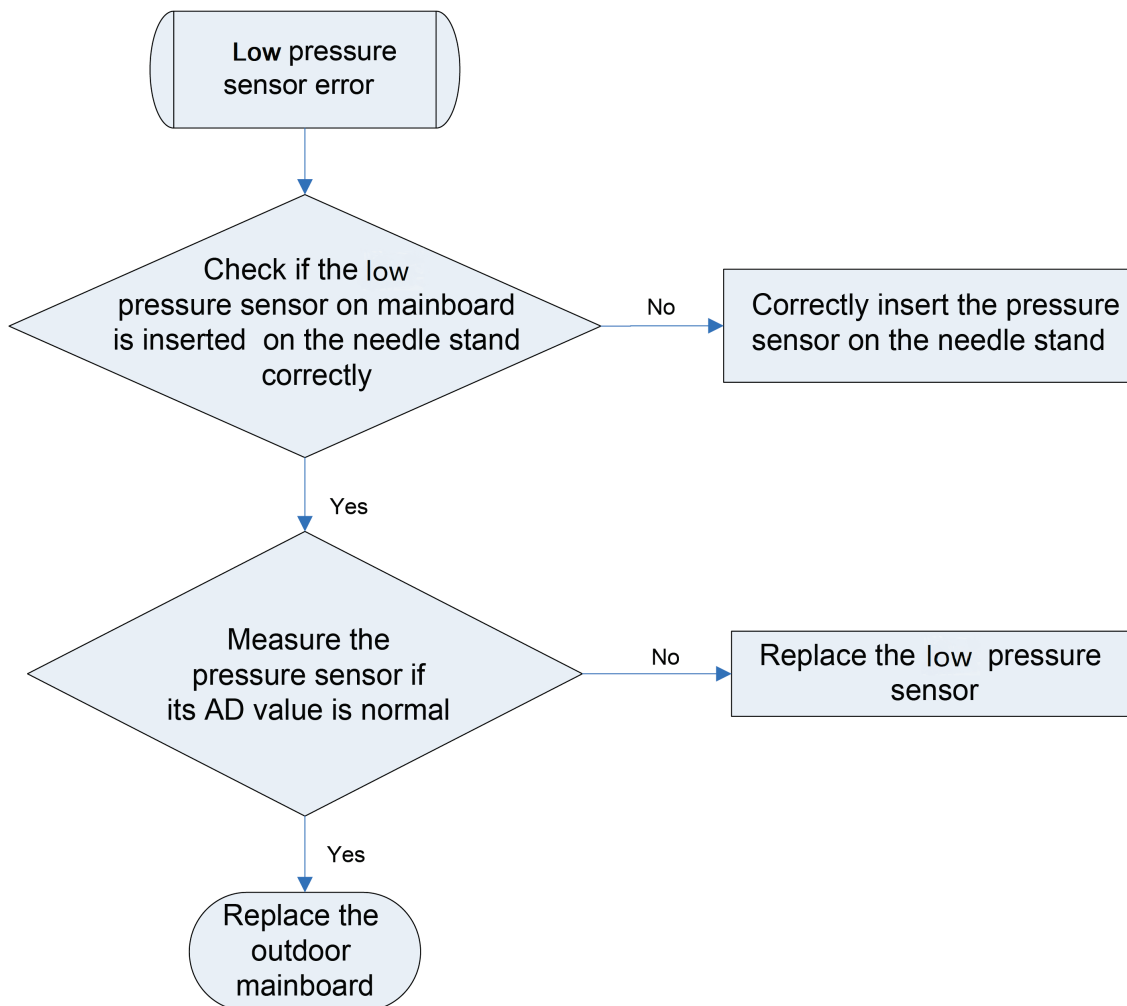 Low pressure
sensor error
Check if the low
pressure sensor on mainboard
is inserted on the needle stand
correctly
No
Correctly insert the pressure
sensor on the needle stand
Yes
Measure the
pressure sensor if
its AD value is normal
No
Replace the low pressure
sensor
Yes
Replace the
outdoor
mainboard